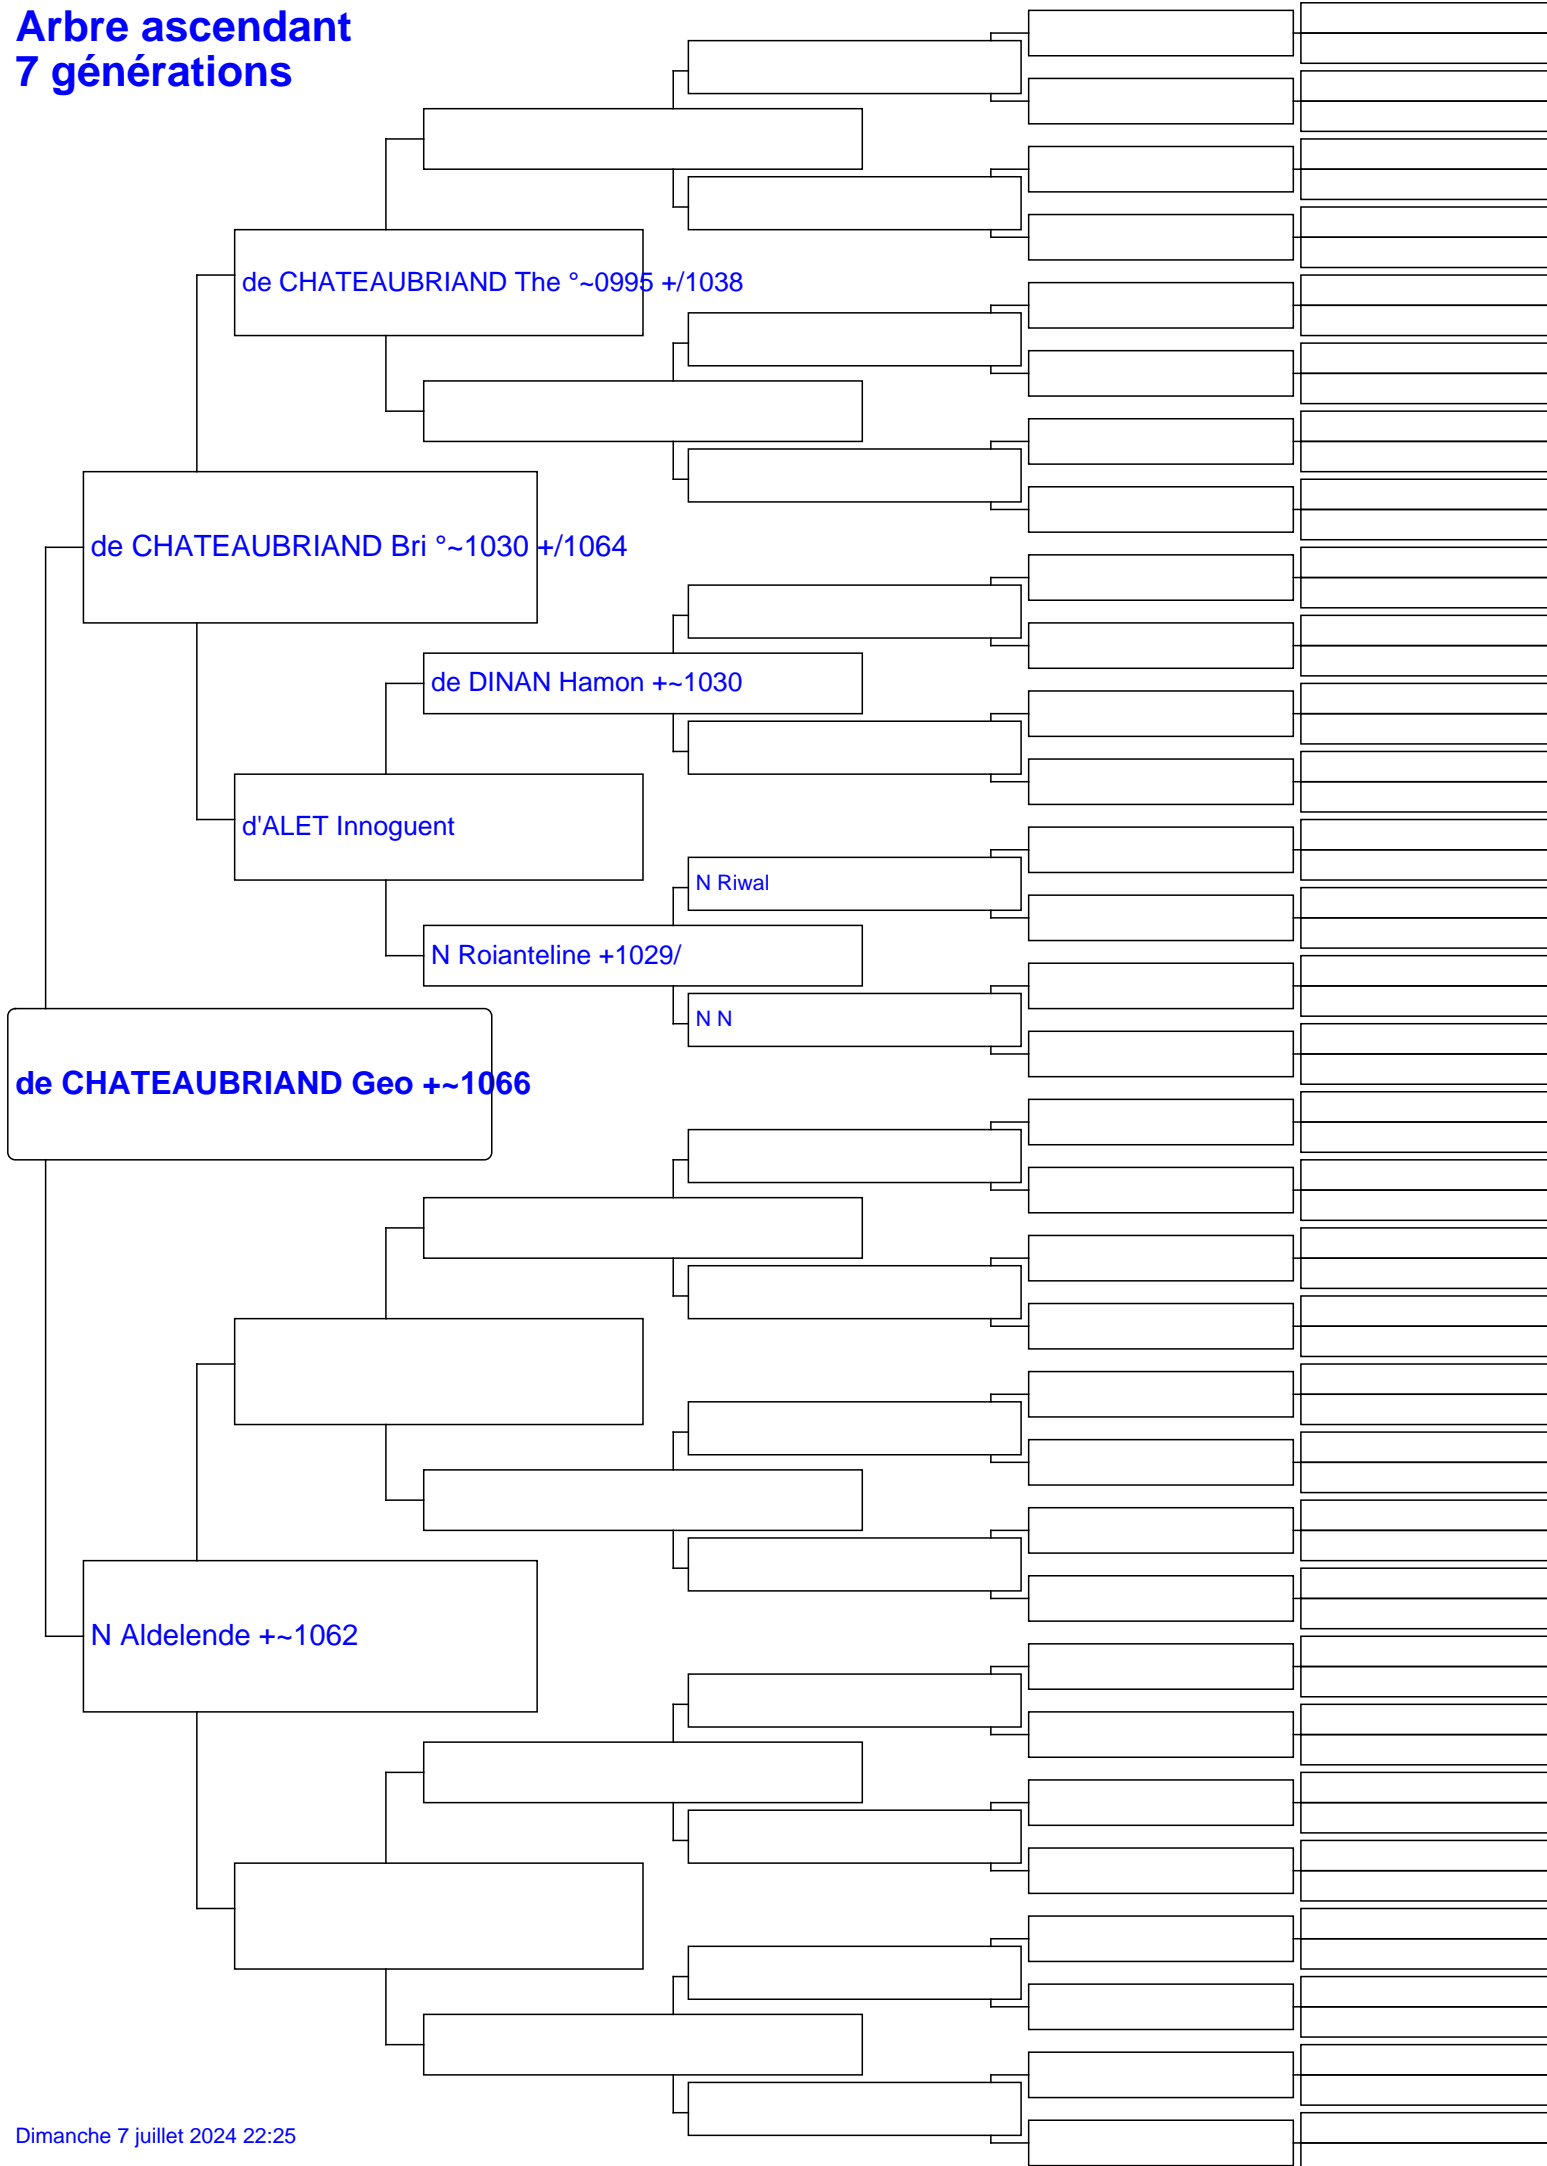 Arbre ascendant
7 générations
de CHATEAUBRIAND The °~0995 +/1038
de CHATEAUBRIAND Bri °~1030 +/1064
de DINAN Hamon +~1030
d'ALET Innoguent
N Riwal
N Roianteline +1029/
N N
de CHATEAUBRIAND Geo +~1066
N Aldelende +~1062
Dimanche 7 juillet 2024 22:25